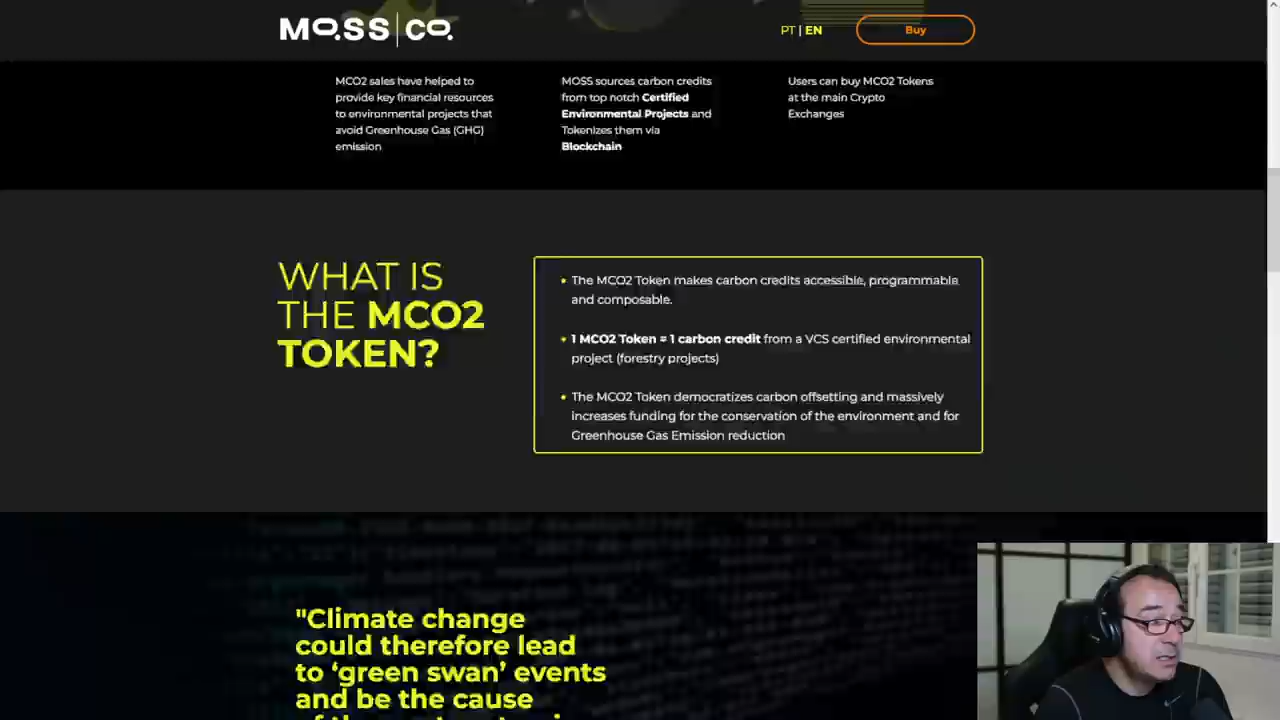 MOSS|CO.
PT | EN
Buy
MCO2 sales have helped to
provide key financial resources
to environmental projects that
avoid Greenhouse Gas (GHG)
emission
MOSS sources carbon credits
from top notch Certified
Environmental Projects and
Tokenizes them via
Blockchain
Users can buy MCO2 Tokens
at the main Crypto
Exchanges
WHAT IS
THE MCO2
TOKEN?
• The MCO2 Token makes carbon credits accessible, programmable
and composable.
• 1 MCO2 Token = 1 carbon credit from a VCS certified environmental
project (forestry projects)
• The MCO2 Token democratizes carbon offsetting and massively
increases funding for the conservation of the environment and for
Greenhouse Gas Emission reduction
"Climate change
could therefore lead
to ‘green swan’ events
and be the cause